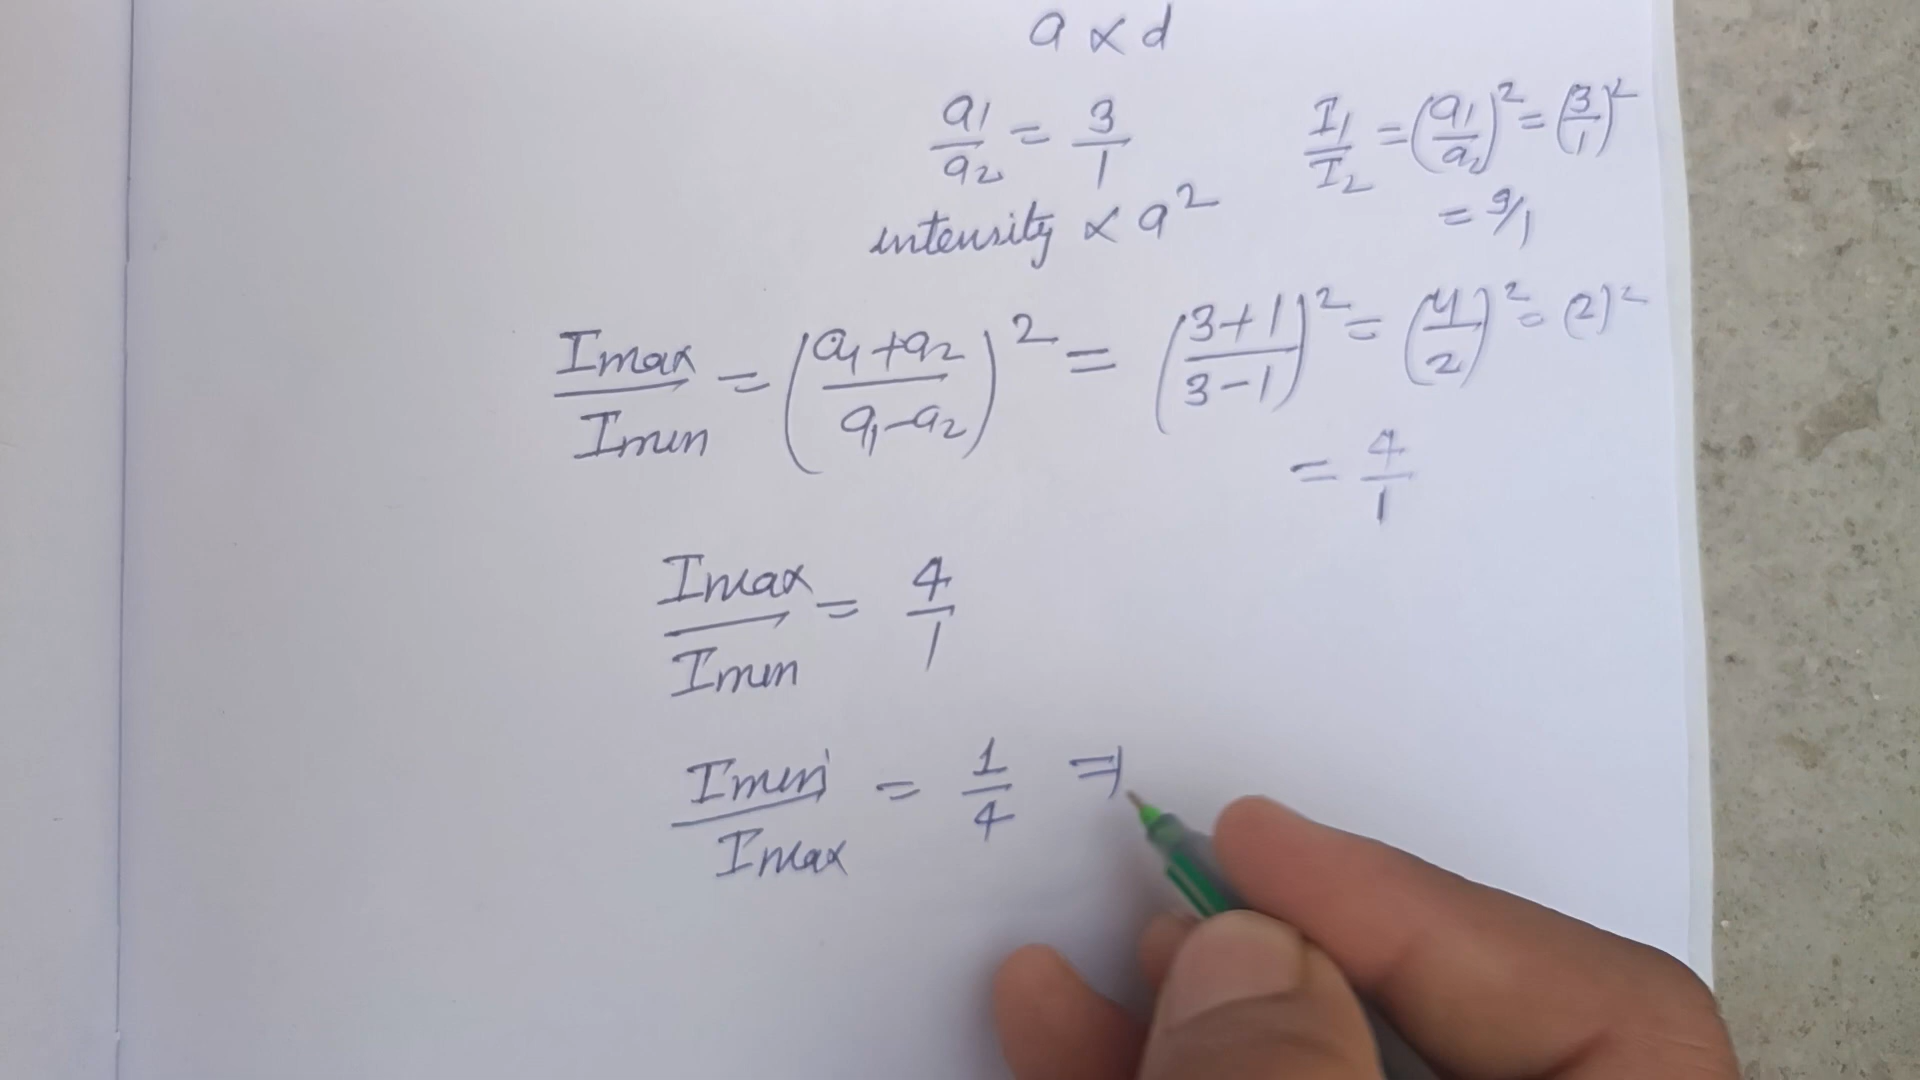 a ∝ d
a1/a2 = 3/1    I1/I2 = (a1/a2)² = (3/1)²
intensity ∝ a²    = 9/1
Imax/Imin = (a1+a2/a1-a2)² = (3+1/3-1)² = (4/2)² = (2)²
= 4/1
Imax/Imin = 4/1
Imin/Imax = 1/4 ⇒